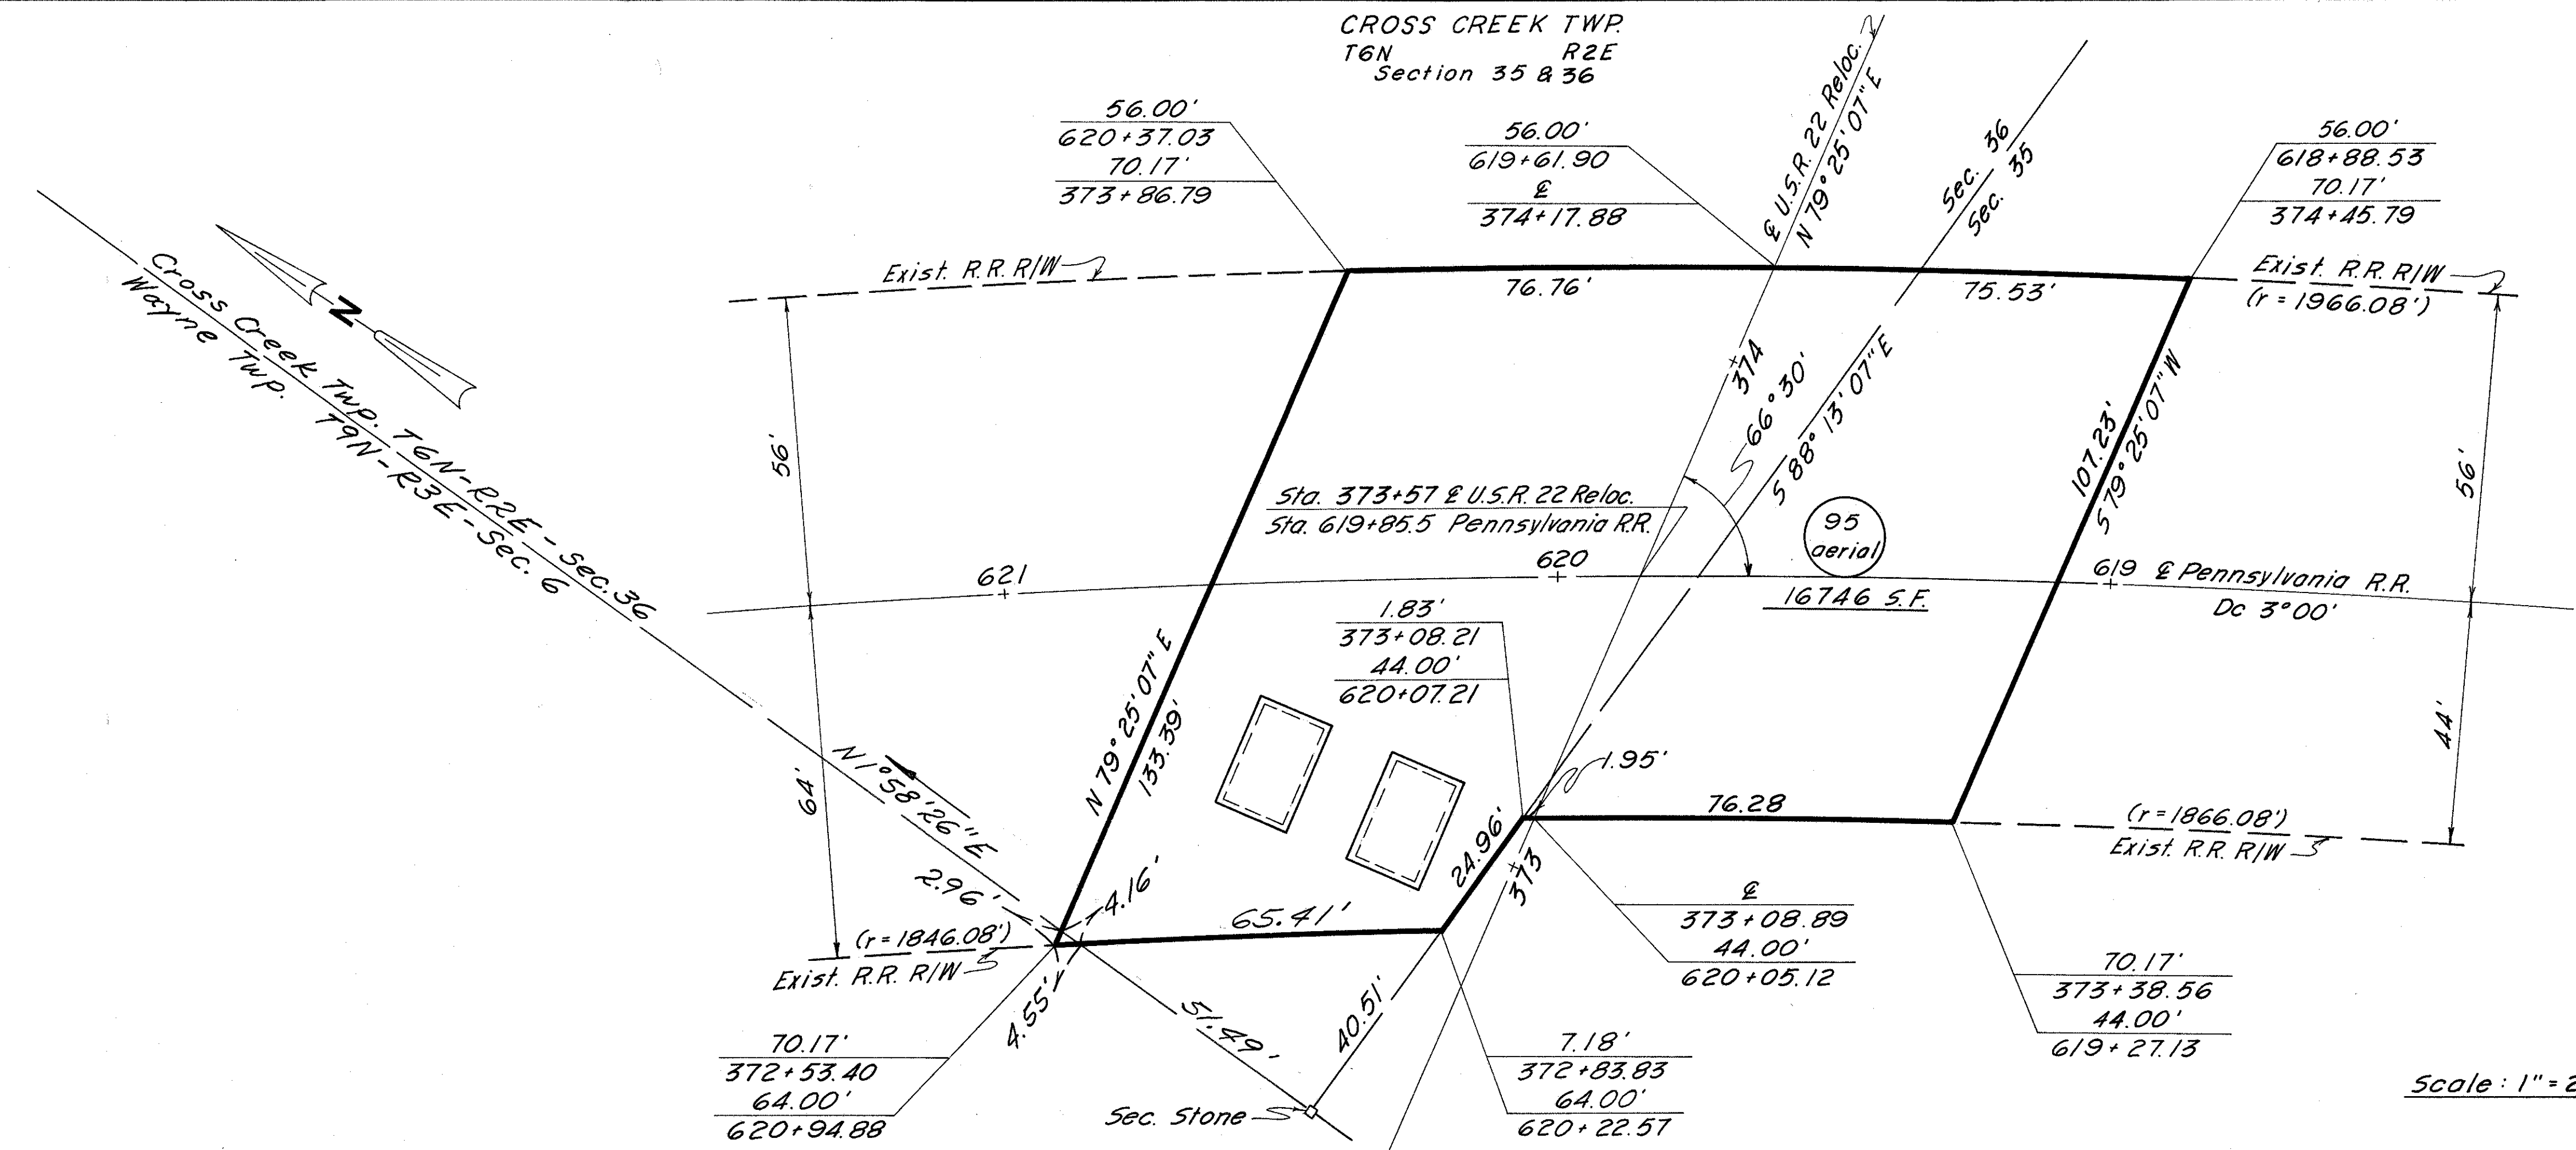 CROSS CREEK TWP.
T6N R2E
Section 35 & 36
56.00'
620+37.03
70.17'
373+86.79
56.00'
619+61.90
℄
374+17.88
℄ U.S.R. 22 Reloc.
N 79° 25' 07" E
Sec. 36
Sec. 35
56.00'
618+88.53
70.17'
374+45.79
Exist. R.R. R/W
76.76'
75.53'
Exist. R.R. R/W
(r = 1966.08')
N
Cross Creek Twp. T6N-R2E-Sec. 36
Wayne Twp. T9N-R3E-Sec. 6
56'
374
66° 30'
S 88° 13' 07" E
107.23'
S 79° 25' 07" W
56'
Sta. 373+57 ℄ U.S.R. 22 Reloc.
Sta. 619+85.5 Pennsylvania R.R.
95
aerial
621
620
619 ℄ Pennsylvania R.R.
16746 S.F.
Dc 3°00'
1.83'
373+08.21
44.00'
620+07.21
N 79° 25' 07" E
133.39'
64'
N 1° 58' 26" E
1.95'
44'
76.28
24.96'
373
(r = 1866.08')
Exist. R.R. R/W
2.96'
4.16'
65.41'
(r = 1846.08')
Exist. R.R. R/W
℄
373+08.89
44.00'
620+05.12
4.55'
51.49'
40.51'
70.17'
373+38.56
44.00'
619+27.13
70.17'
372+53.40
64.00'
620+94.88
7.18'
372+83.83
64.00'
620+22.57
Sec. Stone
Scale: 1" = 2